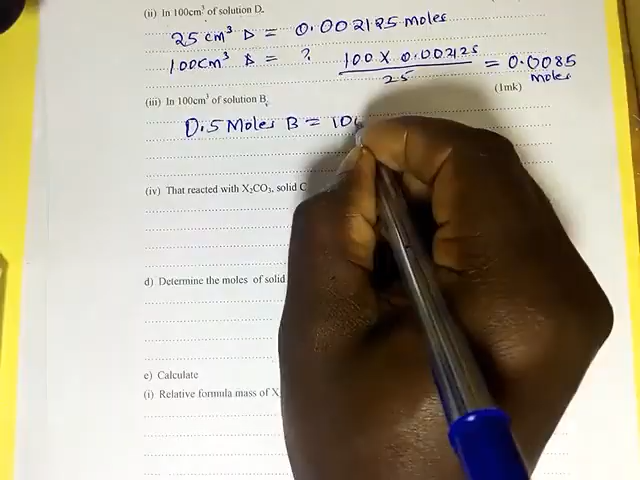 (ii) In 100cm³ of solution D.
25 cm³ D = 0.002125 moles
100cm³ D = ? 100 X 0.002125 / 25 = 0.0085 moles
(1mk)
(iii) In 100cm³ of solution B.
0.5 Moles B = 100
(iv) That reacted with X₂CO₃, solid C
d) Determine the moles of solid
e) Calculate
(i) Relative formula mass of X